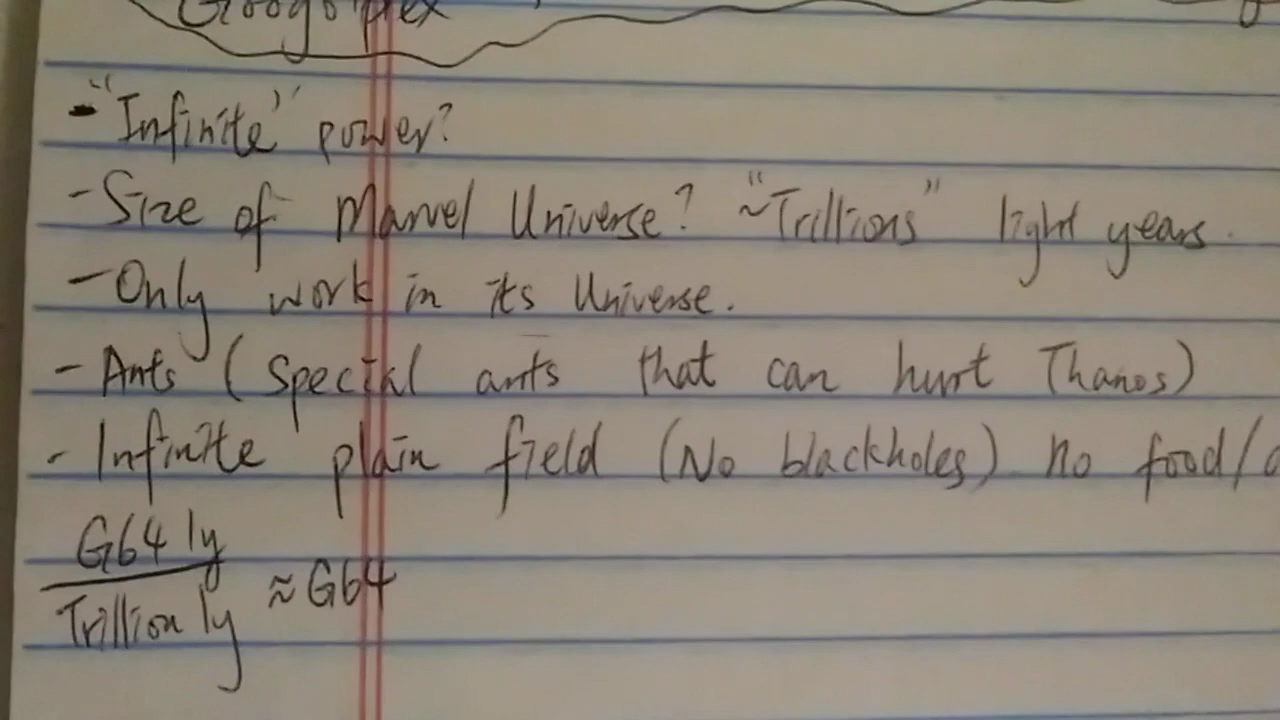 Googolplex
- "Infinite" power?
- Size of Marvel Universe? ~"Trillions" light years.
- Only work in its Universe.
- Ants (Special ants that can hurt Thanos)
- Infinite plain field (No blackholes) no food/
G64 ly
Trillion ly ≈ G64